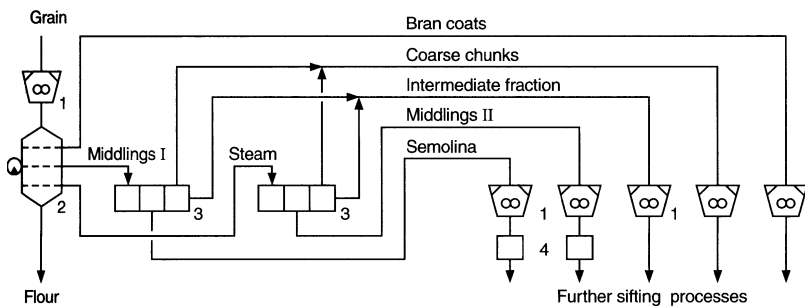 Grain
Bran coats
Coarse chunks
1
Intermediate fraction
Middlings I
Steam
Middlings II
Semolina
2
3
3
1
1
4
Flour
Further sifting processes